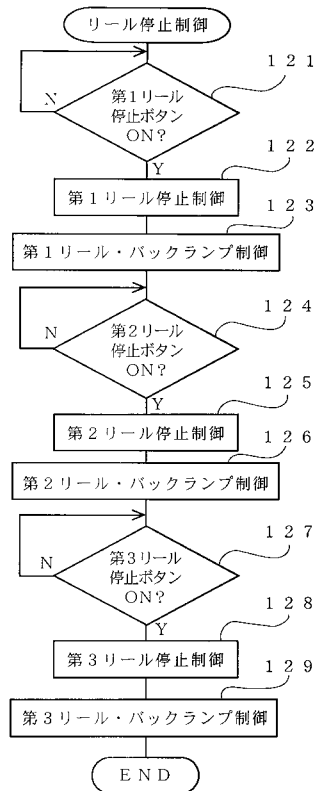 リール停止制御
121
第1リール
停止ボタン
ON?
N
Y
122
第1リール停止制御
123
第1リール・バックランプ制御
124
第2リール
停止ボタン
ON?
N
Y
125
第2リール停止制御
126
第2リール・バックランプ制御
127
第3リール
停止ボタン
ON?
N
Y
128
第3リール停止制御
129
第3リール・バックランプ制御
END